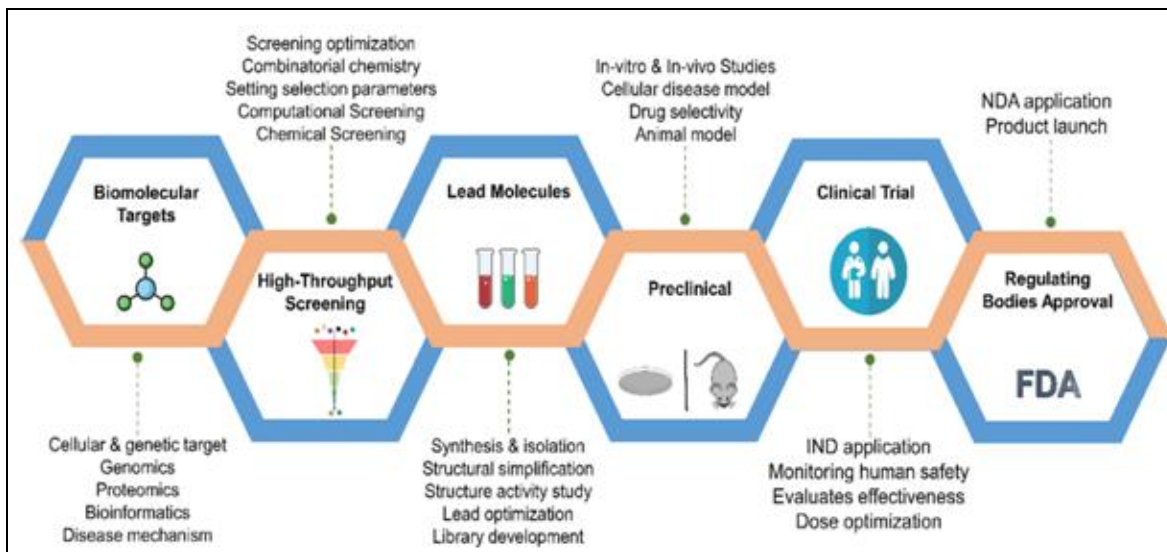 Screening optimization
Combinatorial chemistry
Setting selection parameters
Computational Screening
Chemical Screening
In-vitro & In-vivo Studies
Cellular disease model
Drug selectivity
Animal model
NDA application
Product launch
Biomolecular
Targets
High-Throughput
Screening
Lead Molecules
Preclinical
Clinical Trial
Regulating
Bodies Approval
FDA
Cellular & genetic target
Genomics
Proteomics
Bioinformatics
Disease mechanism
Synthesis & isolation
Structural simplification
Structure activity study
Lead optimization
Library development
IND application
Monitoring human safety
Evaluates effectiveness
Dose optimization